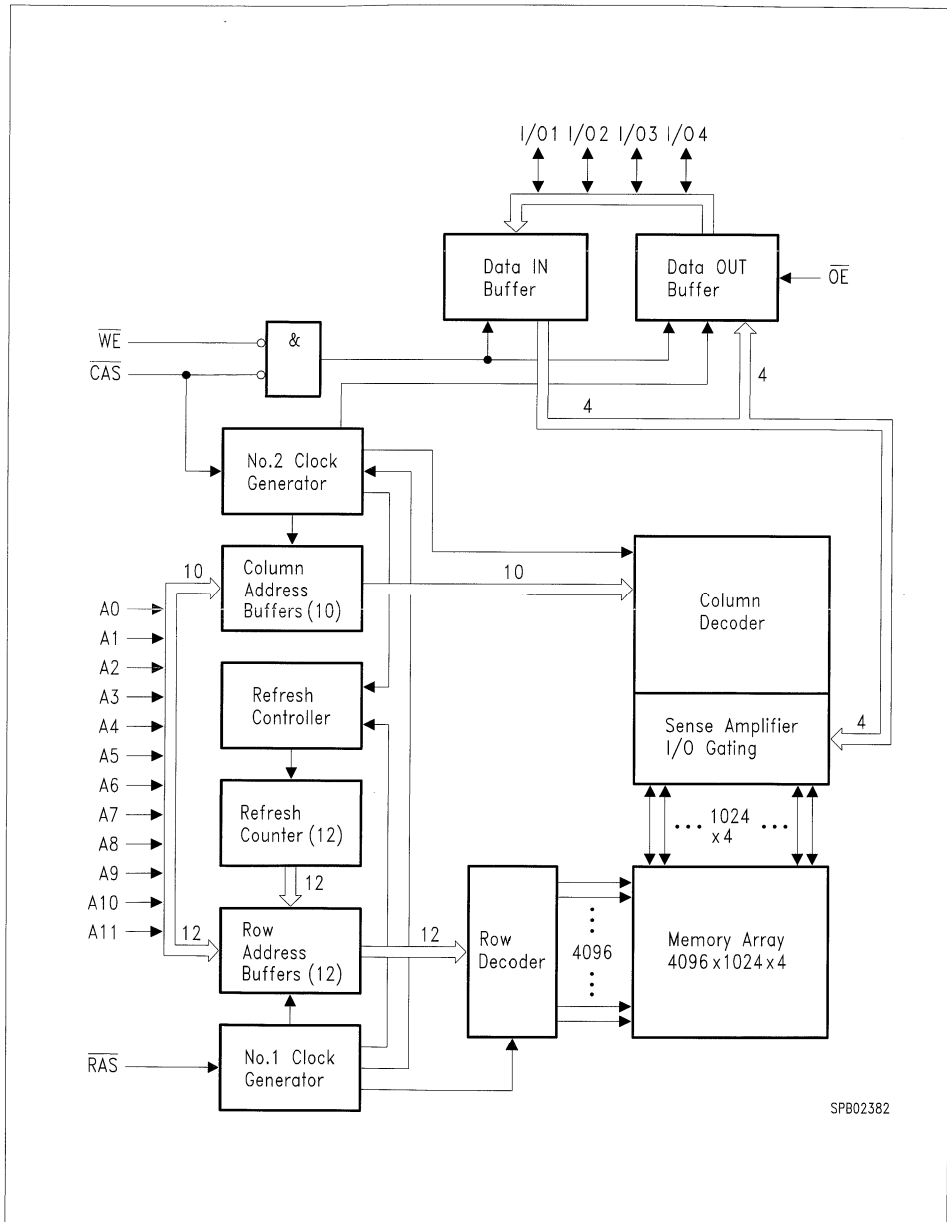 I/O1 I/O2 I/O3 I/O4
Data IN
Buffer
Data OUT
Buffer
OE
WE
&
CAS
4
4
No.2 Clock
Generator
10
Column
Address
Buffers (10)
10
Column
Decoder
A0
A1
A2
A3
A4
A5
A6
A7
A8
A9
A10
A11
Refresh
Controller
Sense Amplifier
I/O Gating
4
Refresh
Counter (12)
... 1024 ...
x4
12
12
Row
Address
Buffers (12)
12
Row
Decoder
4096
Memory Array
4096x1024x4
RAS
No.1 Clock
Generator
SPB02382